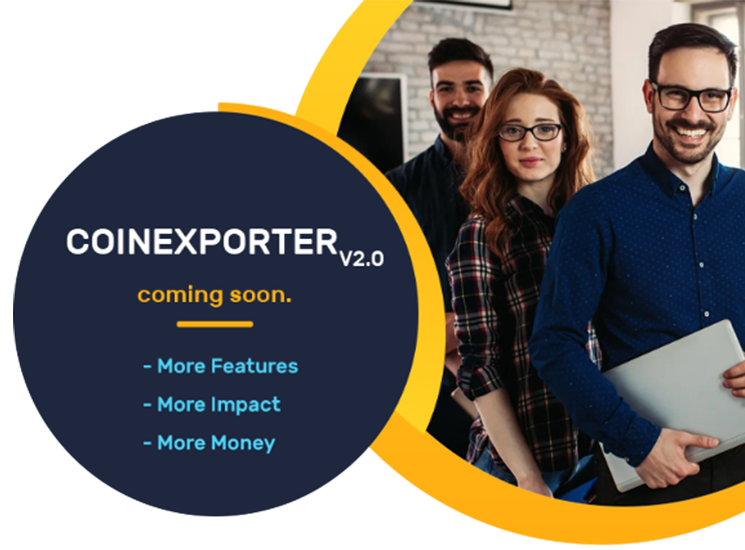 COINEXPORTER V2.0
coming soon.
- More Features
- More Impact
- More Money